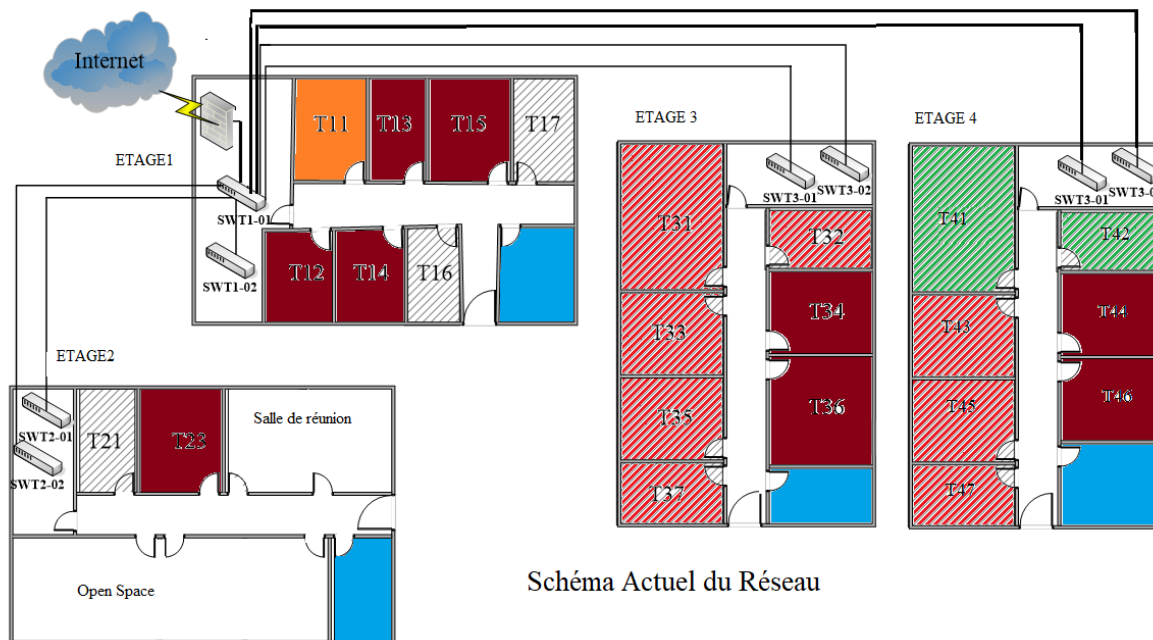 Internet
ETAGE1
T11
T13
T15
T17
SWT1-01
SWT1-02
T12
T14
T16
ETAGE 3
SWT3-01
SWT3-02
T31
T32
T33
T34
T35
T36
T37
ETAGE 4
SWT3-01
T41
T42
T43
T44
T45
T46
T47
ETAGE2
SWT2-01
SWT2-02
T21
T23
Salle de réunion
Open Space
Schéma Actuel du Réseau